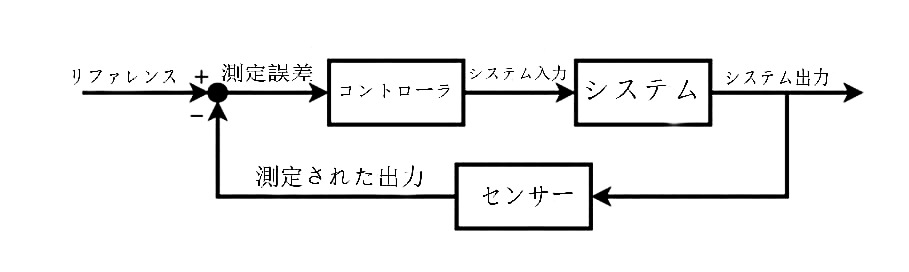 リファレンス
+
測定誤差
コントローラ
システム入力
システム
システム出力
−
測定された出力
センサー